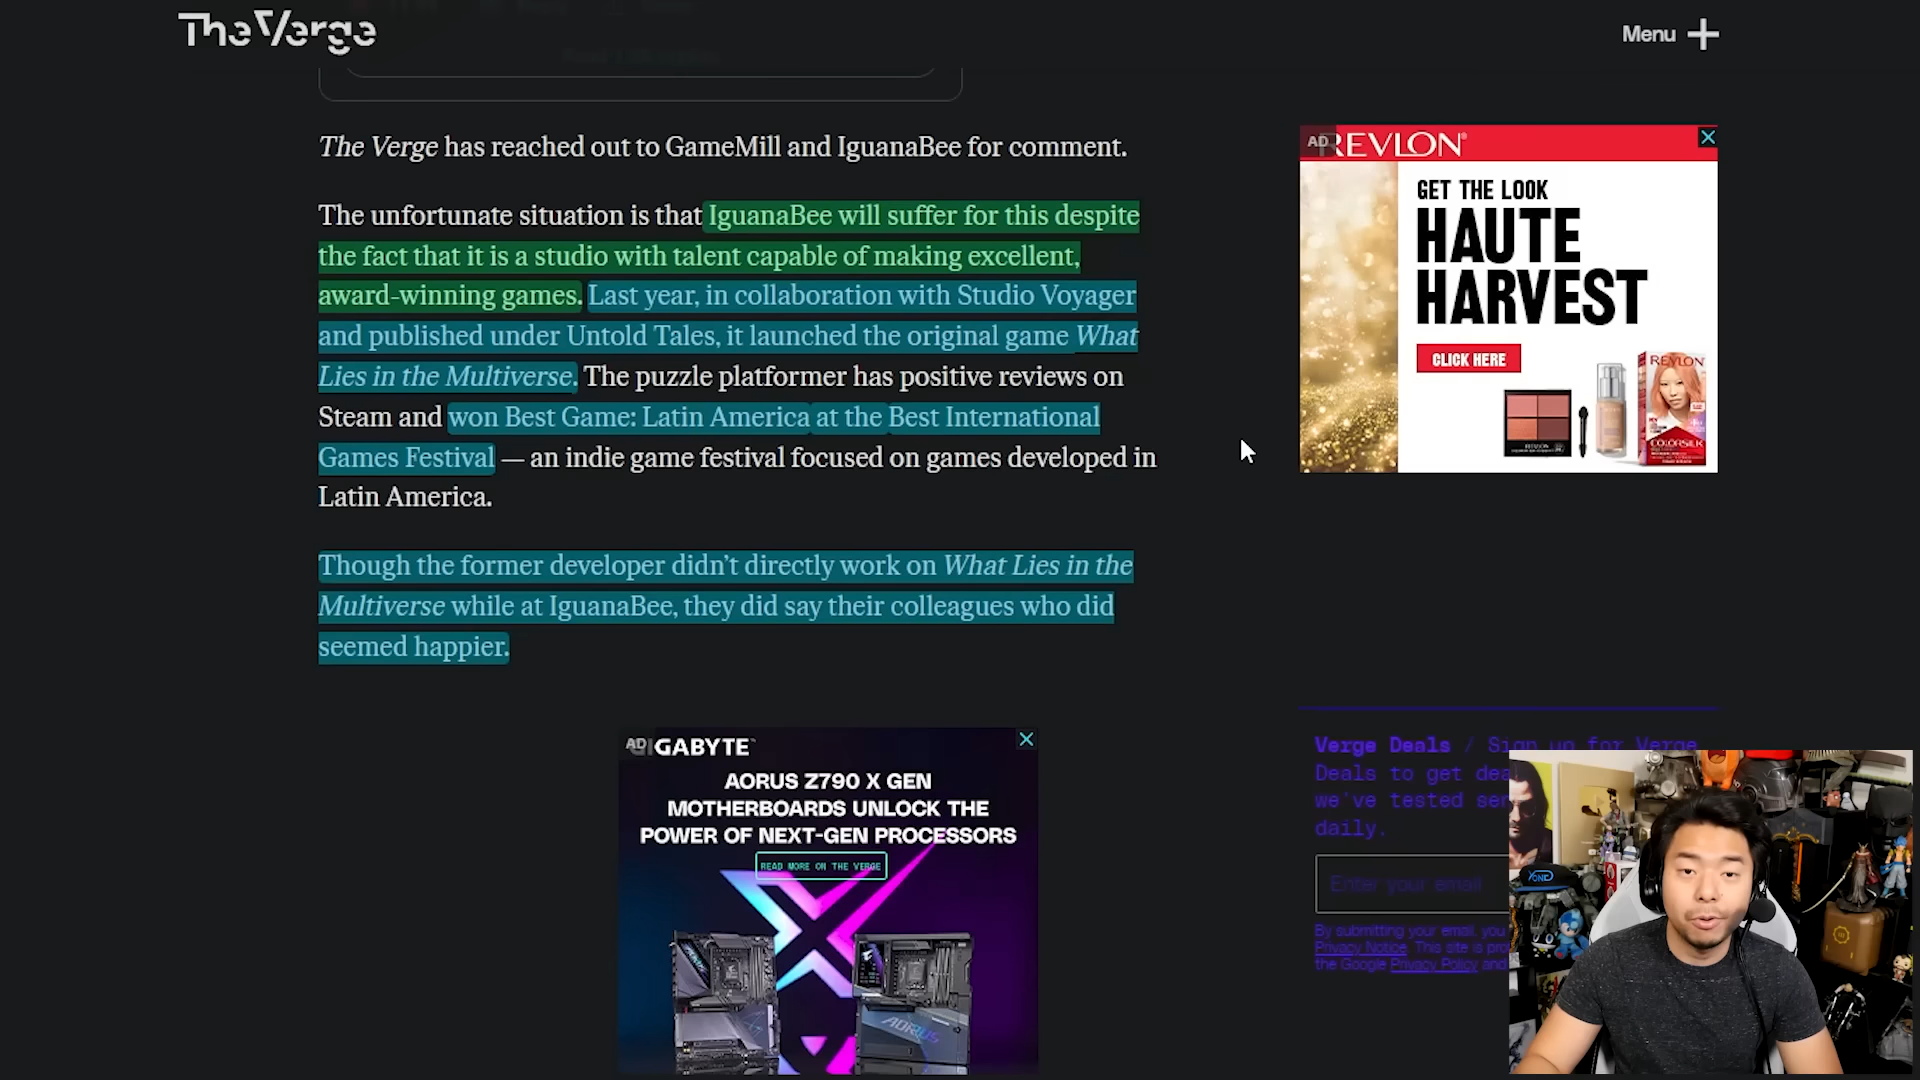 The Verge
Menu
The Verge has reached out to GameMill and IguanaBee for comment.
The unfortunate situation is that IguanaBee will suffer for this despite
the fact that it is a studio with talent capable of making excellent,
award-winning games. Last year, in collaboration with Studio Voyager
and published under Untold Tales, it launched the original game What
Lies in the Multiverse. The puzzle platformer has positive reviews on
Steam and won Best Game: Latin America at the Best International
Games Festival — an indie game festival focused on games developed in
Latin America.
Though the former developer didn't directly work on What Lies in the
Multiverse while at IguanaBee, they did say their colleagues who did
seemed happier.
AD
REVLON
GET THE LOOK
HAUTE
HARVEST
CLICK HERE
REVLON
COLORSILK
AD
GIGABYTE
AORUS Z790 X GEN
MOTHERBOARDS UNLOCK THE
POWER OF NEXT-GEN PROCESSORS
READ MORE ON THE VERGE
AORUS
Verge Deals / Sign up for Verge
Deals to get
we've tested
daily.
Enter your email
By submitting your email, you
Privacy Notice. This site is
the Google Privacy Policy and